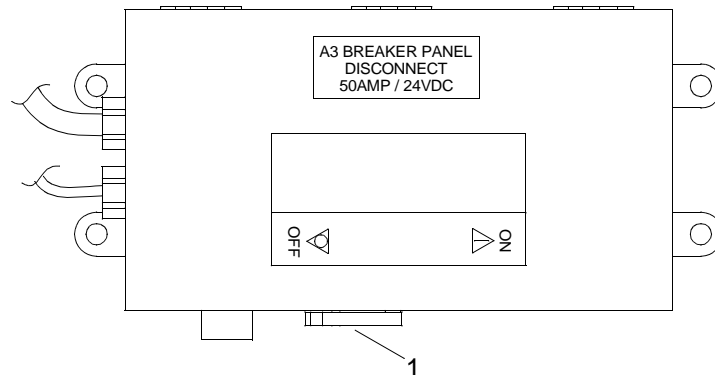 A3 BREAKER PANEL
DISCONNECT
50AMP / 24VDC
OFF
ON
1